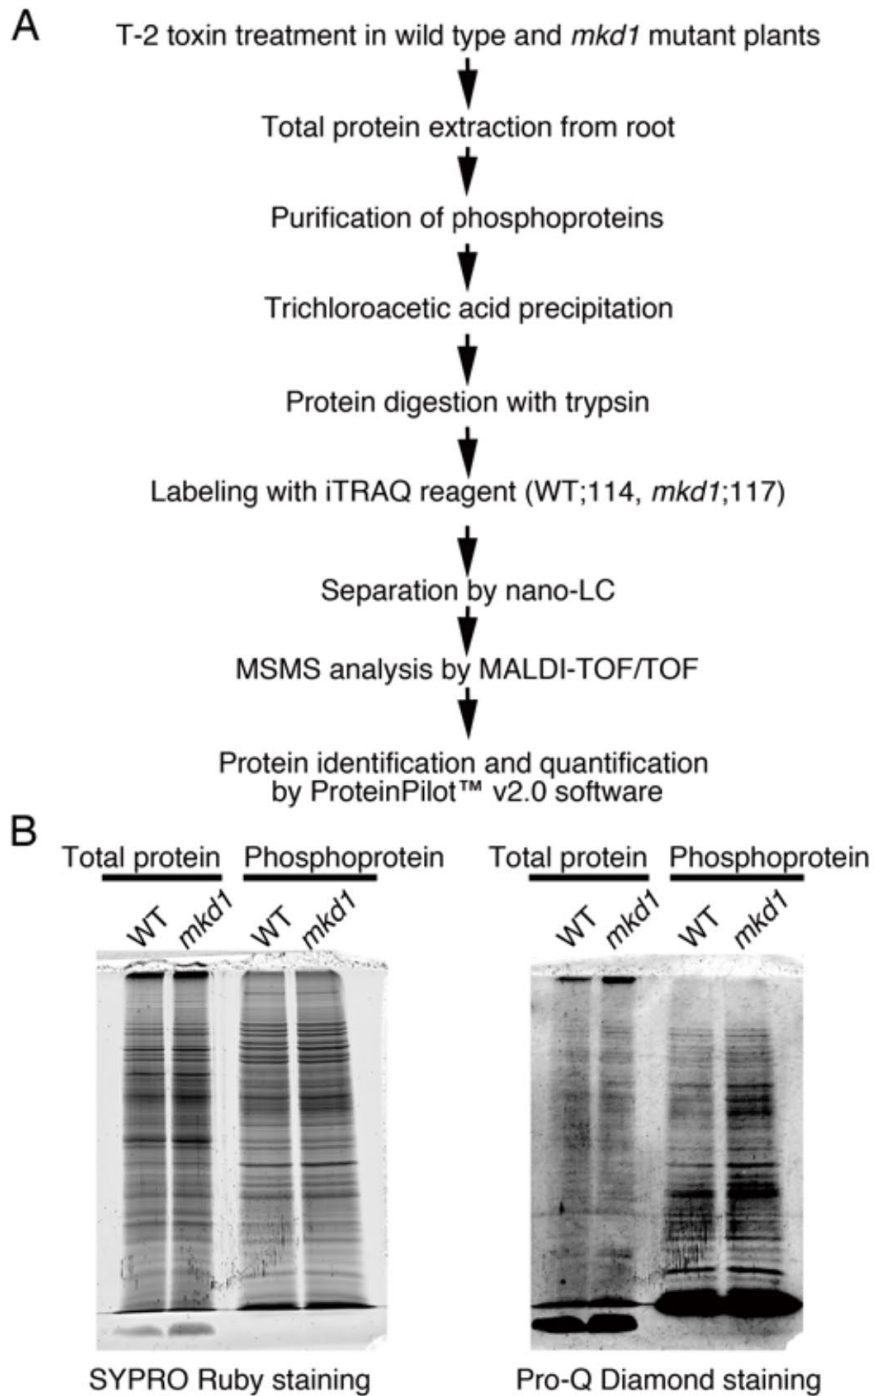 A
T-2 toxin treatment in wild type and mkd1 mutant plants
Total protein extraction from root
Purification of phosphoproteins
Trichloroacetic acid precipitation
Protein digestion with trypsin
Labeling with iTRAQ reagent (WT;114, mkd1;117)
Separation by nano-LC
MSMS analysis by MALDI-TOF/TOF
Protein identification and quantification
by ProteinPilot™ v2.0 software
B
Total protein Phosphoprotein Total protein Phosphoprotein
WT mkd1 WT mkd1 WT mkd1 WT mkd1
SYPRO Ruby staining Pro-Q Diamond staining